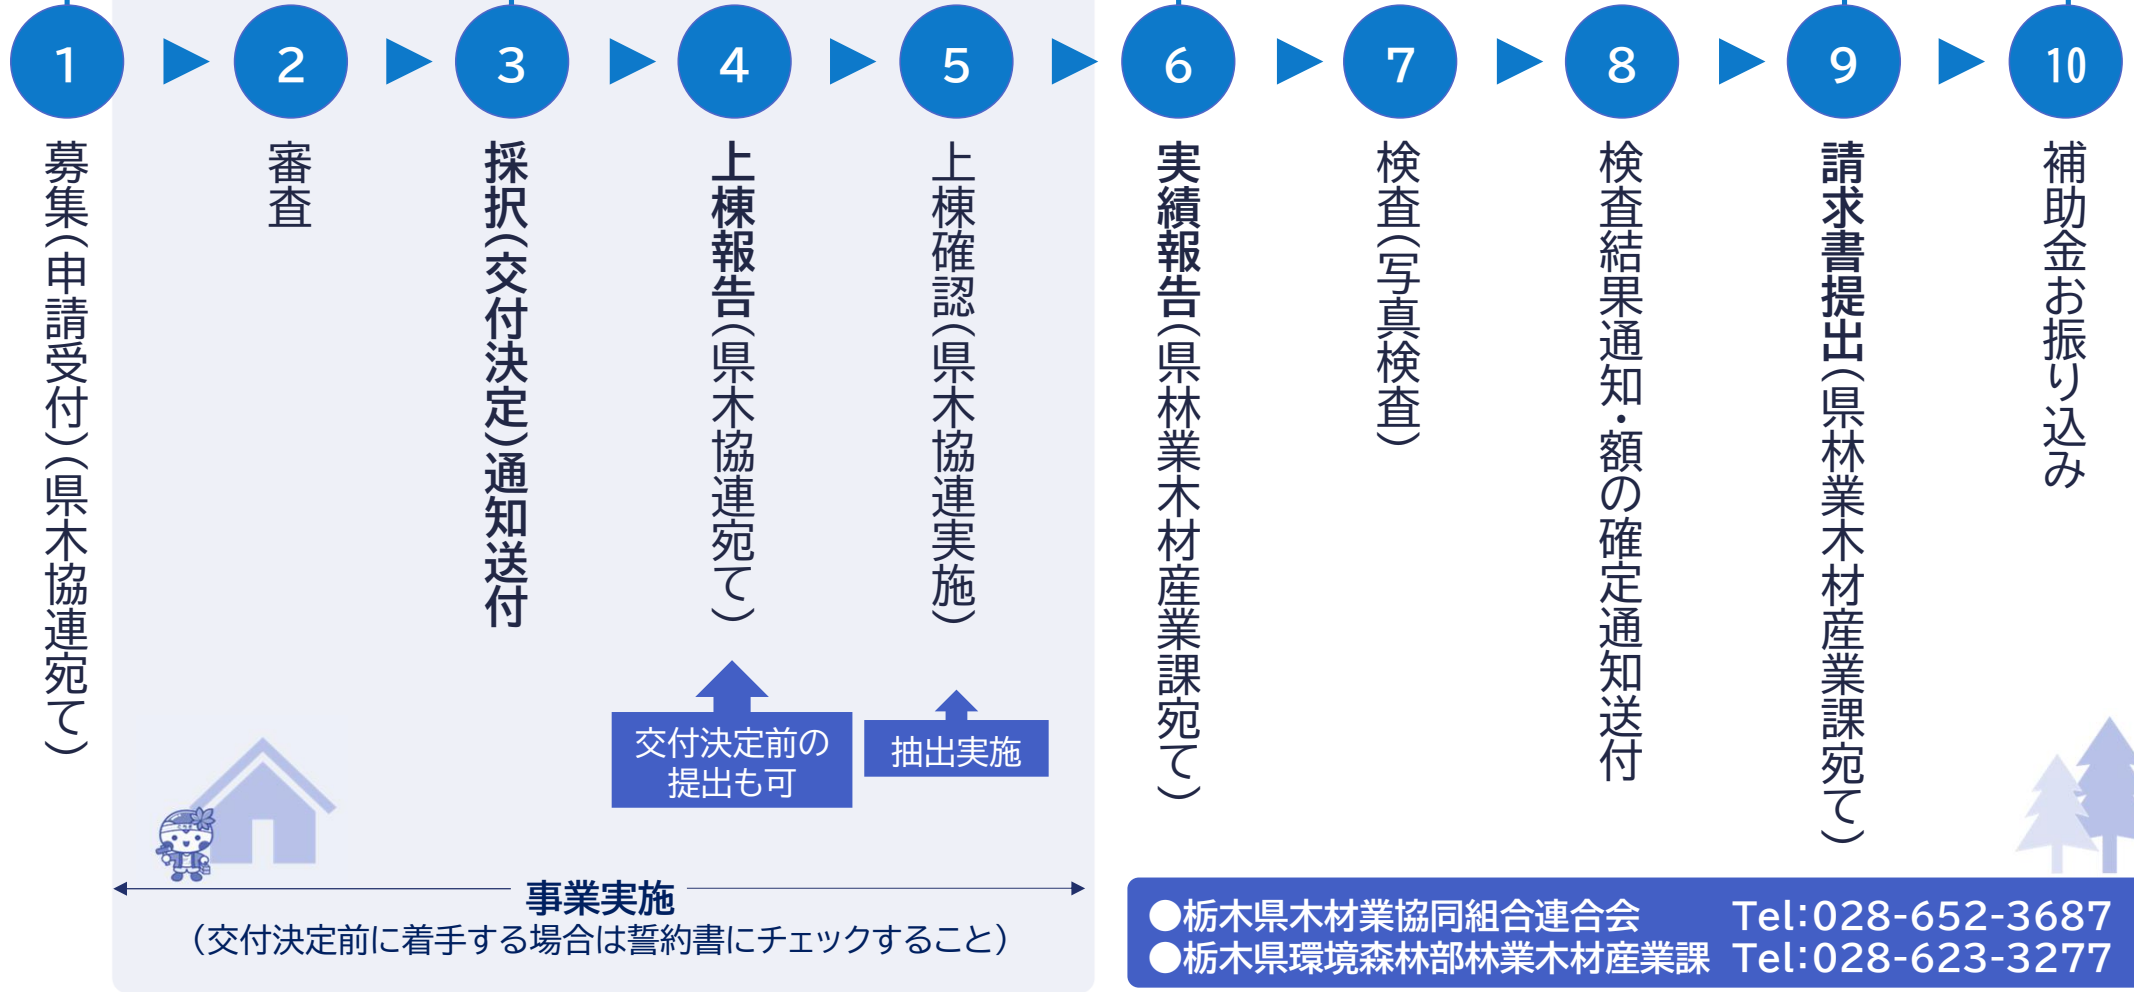 1
募集(申請受付)(県木協連宛て)
2
審査
3
採択(交付決定)通知送付
4
上棟報告(県木協連宛て)
交付決定前の
提出も可
5
上棟確認(県木協連実施)
抽出実施
6
実績報告(県林業木材産業課宛て)
7
検査(写真検査)
8
検査結果通知・額の確定通知送付
9
請求書提出(県林業木材産業課宛て)
10
補助金お振り込み
事業実施
(交付決定前に着手する場合は誓約書にチェックすること)
●栃木県木材業協同組合連合会 Tel:028-652-3687
●栃木県環境森林部林業木材産業課 Tel:028-623-3277